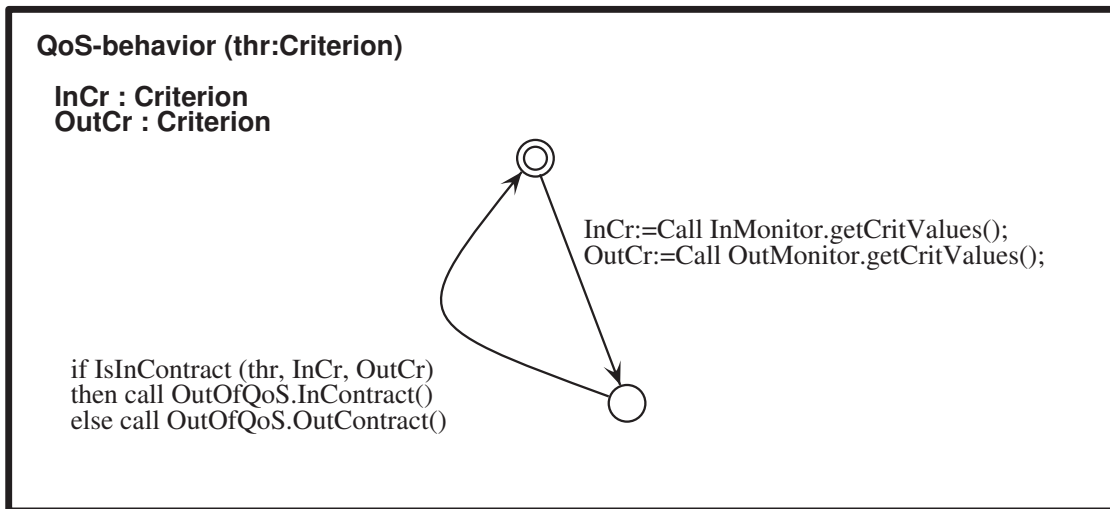 QoS-behavior (thr:Criterion)
InCr : Criterion
OutCr : Criterion
InCr:=Call InMonitor.getCritValues();
OutCr:=Call OutMonitor.getCritValues();
if IsInContract (thr, InCr, OutCr)
then call OutOfQoS.InContract()
else call OutOfQoS.OutContract()